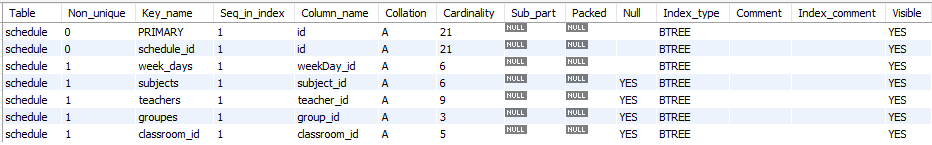 Table Non_unique Key_name Seq_in_index Column_name Collation Cardinality Sub_part Packed Null Index_type Comment Index_comment Visible
schedule 0 PRIMARY 1 id A 21 NULL NULL BTREE YES
schedule 0 schedule_id 1 id A 21 NULL NULL BTREE YES
schedule 1 week_days 1 weekDay_id A 6 NULL NULL BTREE YES
schedule 1 subjects 1 subject_id A 6 NULL NULL YES BTREE YES
schedule 1 teachers 1 teacher_id A 9 NULL NULL YES BTREE YES
schedule 1 groupes 1 group_id A 3 NULL NULL YES BTREE YES
schedule 1 classroom_id 1 classroom_id A 5 NULL NULL YES BTREE YES